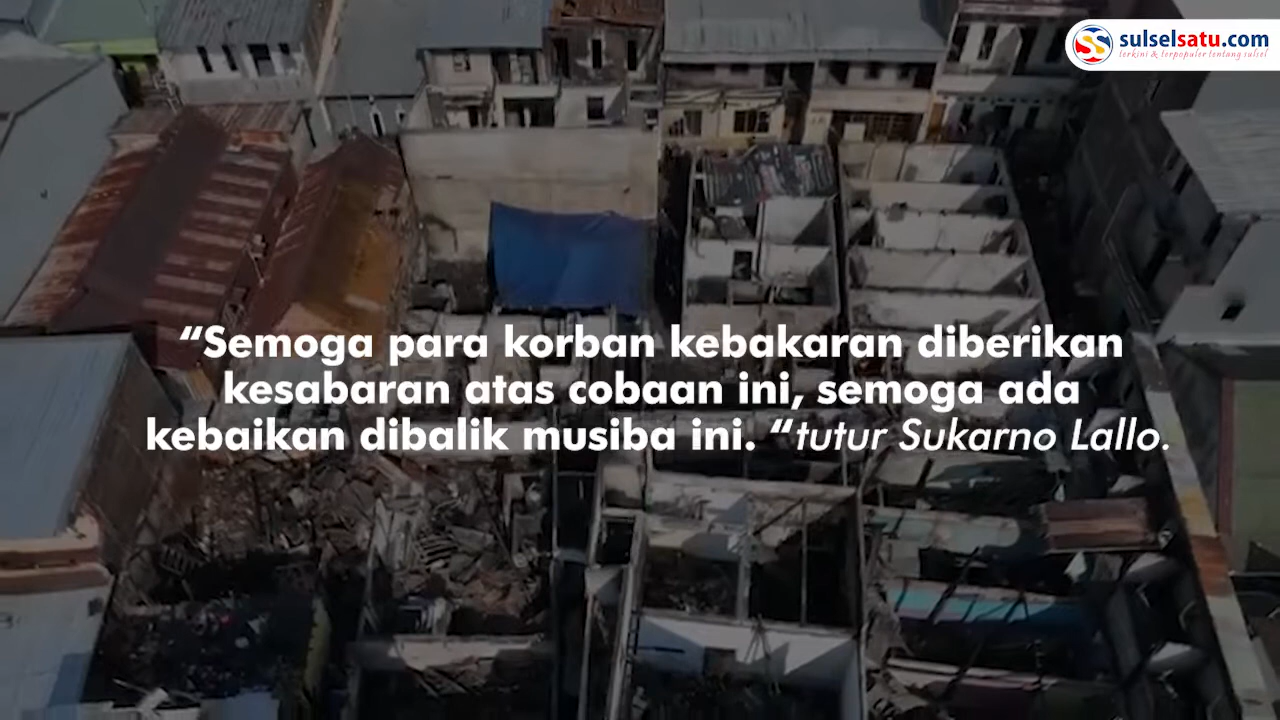 sulselsatu.com
terkini & terpopuler tentang sulsel
“Semoga para korban kebakaran diberikan
kesabaran atas cobaan ini, semoga ada
kebaikan dibalik musiba ini. “tutur Sukarno Lallo.